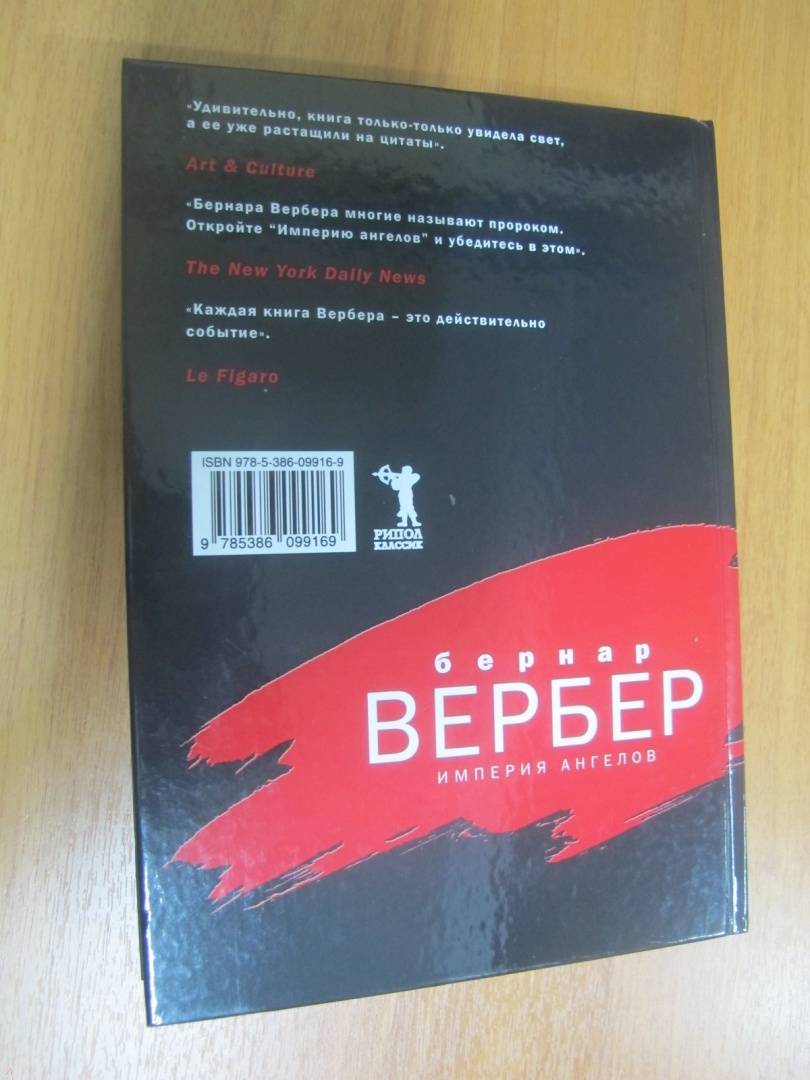 «Удивительно, книга только-только увидела свет,
а ее уже растащили на цитаты».
Art & Culture
«Бернара Вербера многие называют пророком.
Откройте "Империю ангелов" и убедитесь в этом».
The New York Daily News
«Каждая книга Вербера – это действительно
событие».
Le Figaro
ISBN 978-5-386-09916-9
9 785386 099169
РИПОЛ
КЛАССИК
бернар
ВЕРБЕР
ИМПЕРИЯ АНГЕЛОВ